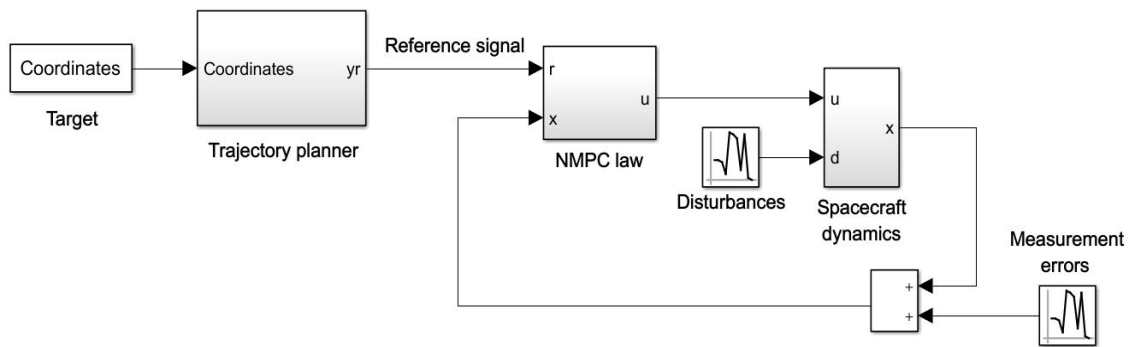 Coordinates
Target
Coordinates
yr
Trajectory planner
Reference signal
r
x
u
NMPC law
Disturbances
u
d
x
Spacecraft
dynamics
Measurement
errors
+
+